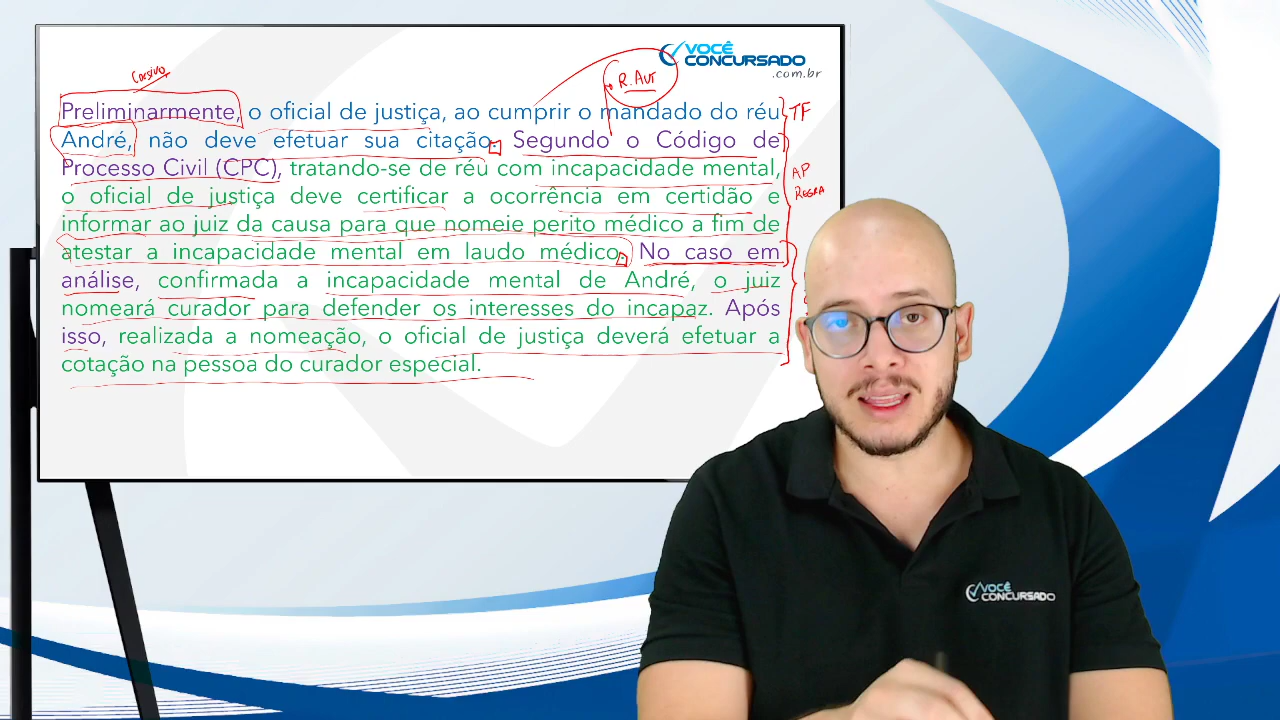 VOCÊ
CONCURSADO
.com.br
Coesivo
R. AUT
Preliminarmente, o oficial de justiça, ao cumprir o mandado do réu
André, não deve efetuar sua citação. Segundo o Código de
Processo Civil (CPC), tratando-se de réu com incapacidade mental,
o oficial de justiça deve certificar a ocorrência em certidão e
informar ao juiz da causa para que nomeie perito médico a fim de
atestar a incapacidade mental em laudo médico. No caso em
análise, confirmada a incapacidade mental de André, o juiz
nomeará curador para defender os interesses do incapaz. Após
isso, realizada a nomeação, o oficial de justiça deverá efetuar a
cotação na pessoa do curador especial.
TF
AP
REGRA
VOCÊ
CONCURSADO